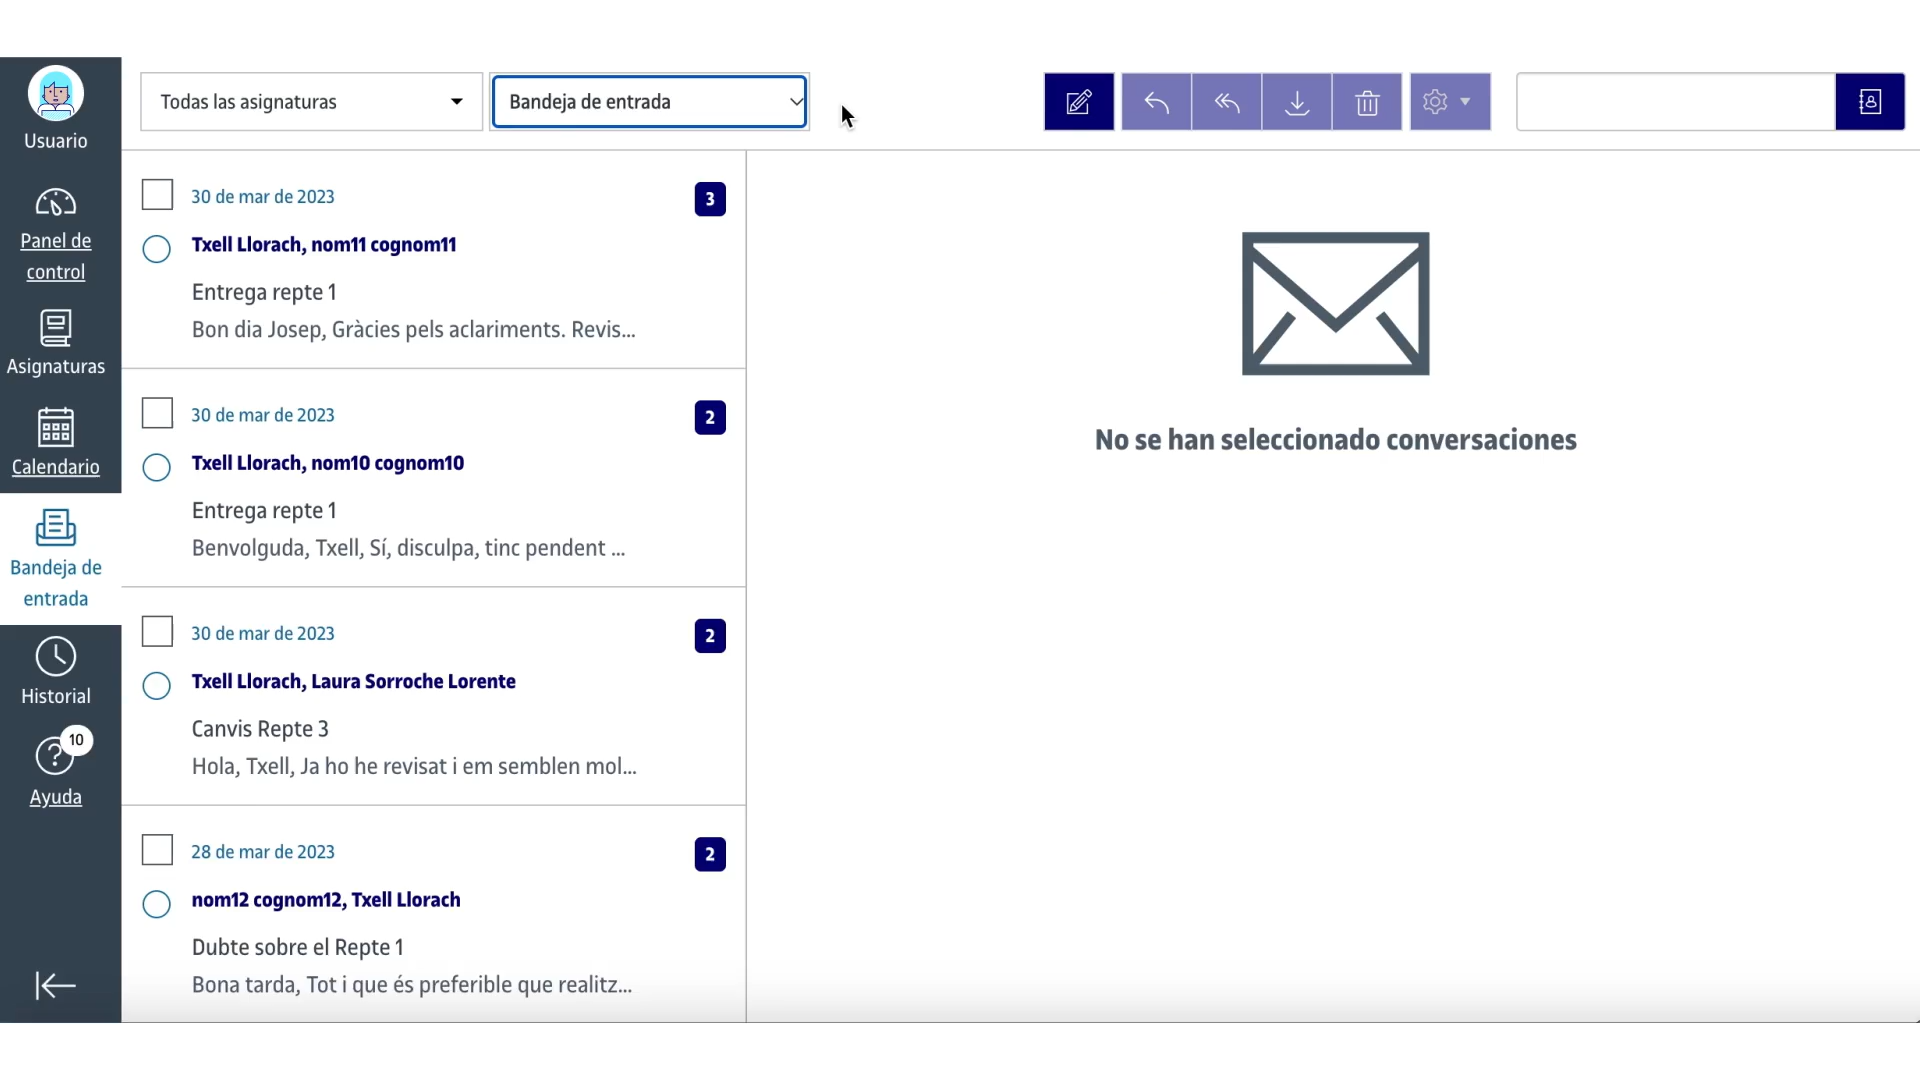 Usuario
Panel de
control
Asignaturas
Calendario
Bandeja de
entrada
Historial
10
Ayuda
Todas las asignaturas
Bandeja de entrada
30 de mar de 2023
3
Txell Llorach, nom11 cognom11
Entrega repte 1
Bon dia Josep, Gràcies pels aclariments. Revis...
30 de mar de 2023
2
Txell Llorach, nom10 cognom10
Entrega repte 1
Benvolguda, Txell, Sí, disculpa, tinc pendent ...
30 de mar de 2023
2
Txell Llorach, Laura Sorroche Lorente
Canvis Repte 3
Hola, Txell, Ja ho he revisat i em semblen mol...
28 de mar de 2023
2
nom12 cognom12, Txell Llorach
Dubte sobre el Repte 1
Bona tarda, Tot i que és preferible que realitz...
No se han seleccionado conversaciones